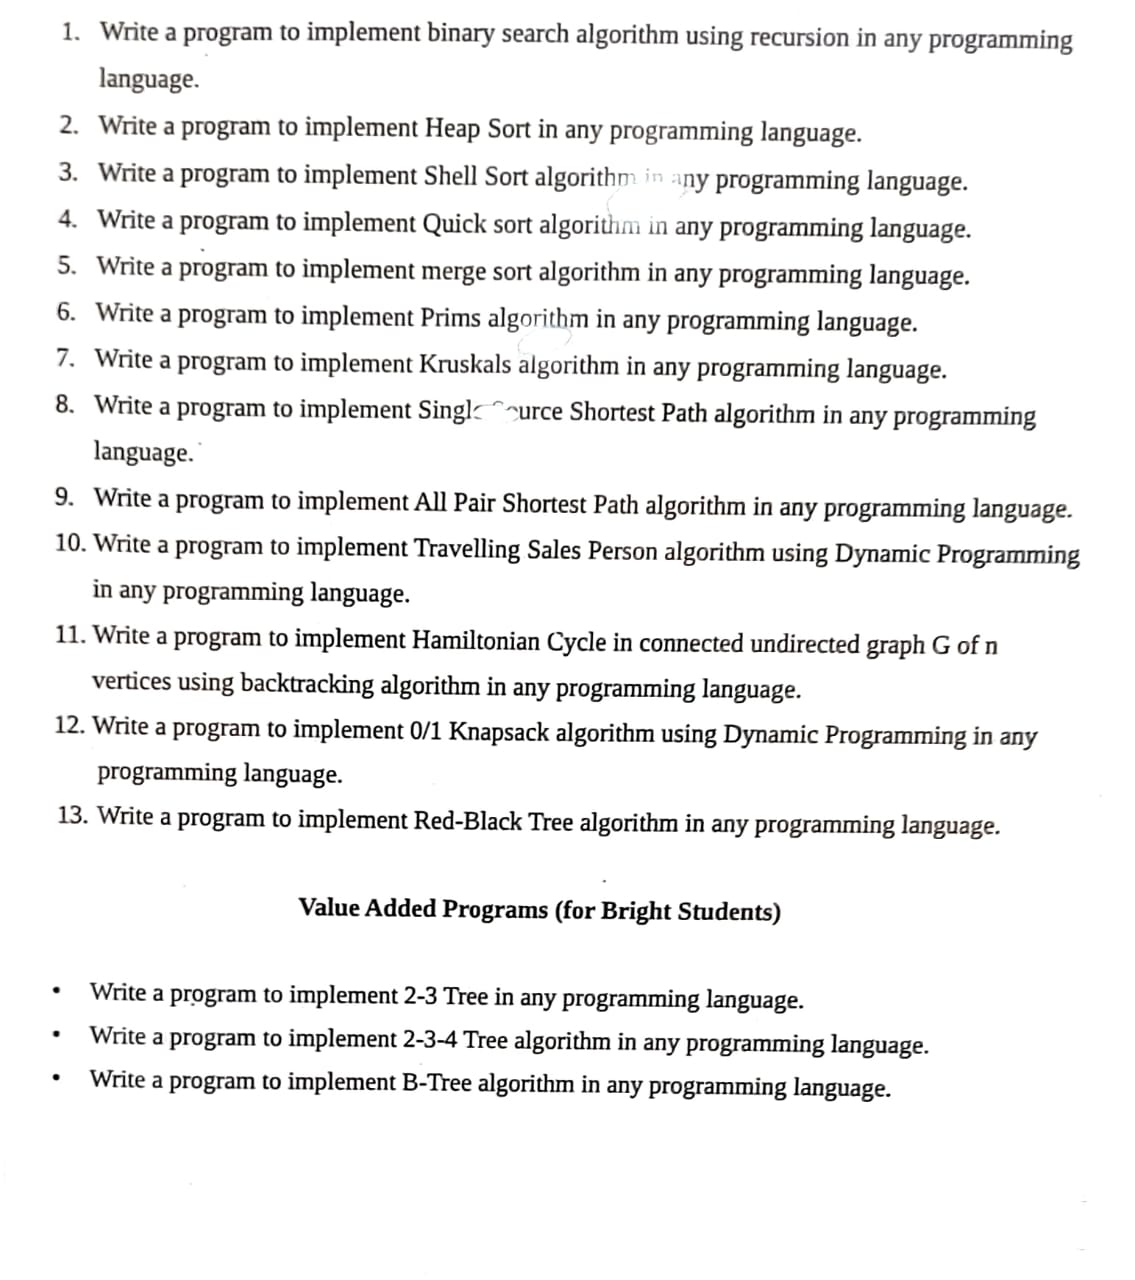 1. Write a program to implement binary search algorithm using recursion in any programming
language.
2. Write a program to implement Heap Sort in any programming language.
3. Write a program to implement Shell Sort algorithm in any programming language.
4. Write a program to implement Quick sort algorithm in any programming language.
5. Write a program to implement merge sort algorithm in any programming language.
6. Write a program to implement Prims algorithm in any programming language.
7. Write a program to implement Kruskals algorithm in any programming language.
8. Write a program to implement Single Source Shortest Path algorithm in any programming
language.
9. Write a program to implement All Pair Shortest Path algorithm in any programming language.
10. Write a program to implement Travelling Sales Person algorithm using Dynamic Programming
in any programming language.
11. Write a program to implement Hamiltonian Cycle in connected undirected graph G of n
vertices using backtracking algorithm in any programming language.
12. Write a program to implement 0/1 Knapsack algorithm using Dynamic Programming in any
programming language.
13. Write a program to implement Red-Black Tree algorithm in any programming language.
Value Added Programs (for Bright Students)
• Write a program to implement 2-3 Tree in any programming language.
• Write a program to implement 2-3-4 Tree algorithm in any programming language.
• Write a program to implement B-Tree algorithm in any programming language.